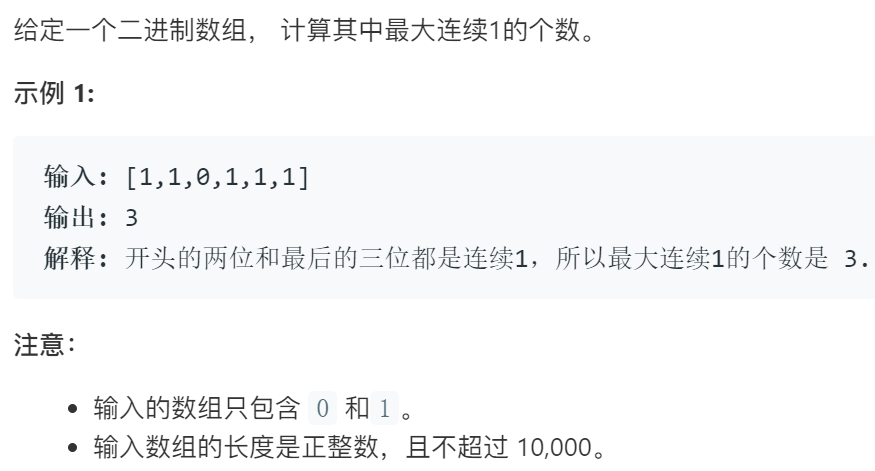 给定一个二进制数组， 计算其中最大连续1的个数。
示例 1:
输入: [1,1,0,1,1,1]
输出: 3
解释: 开头的两位和最后的三位都是连续1，所以最大连续1的个数是 3.
注意：
• 输入的数组只包含 0 和1 。
• 输入数组的长度是正整数，且不超过 10,000。